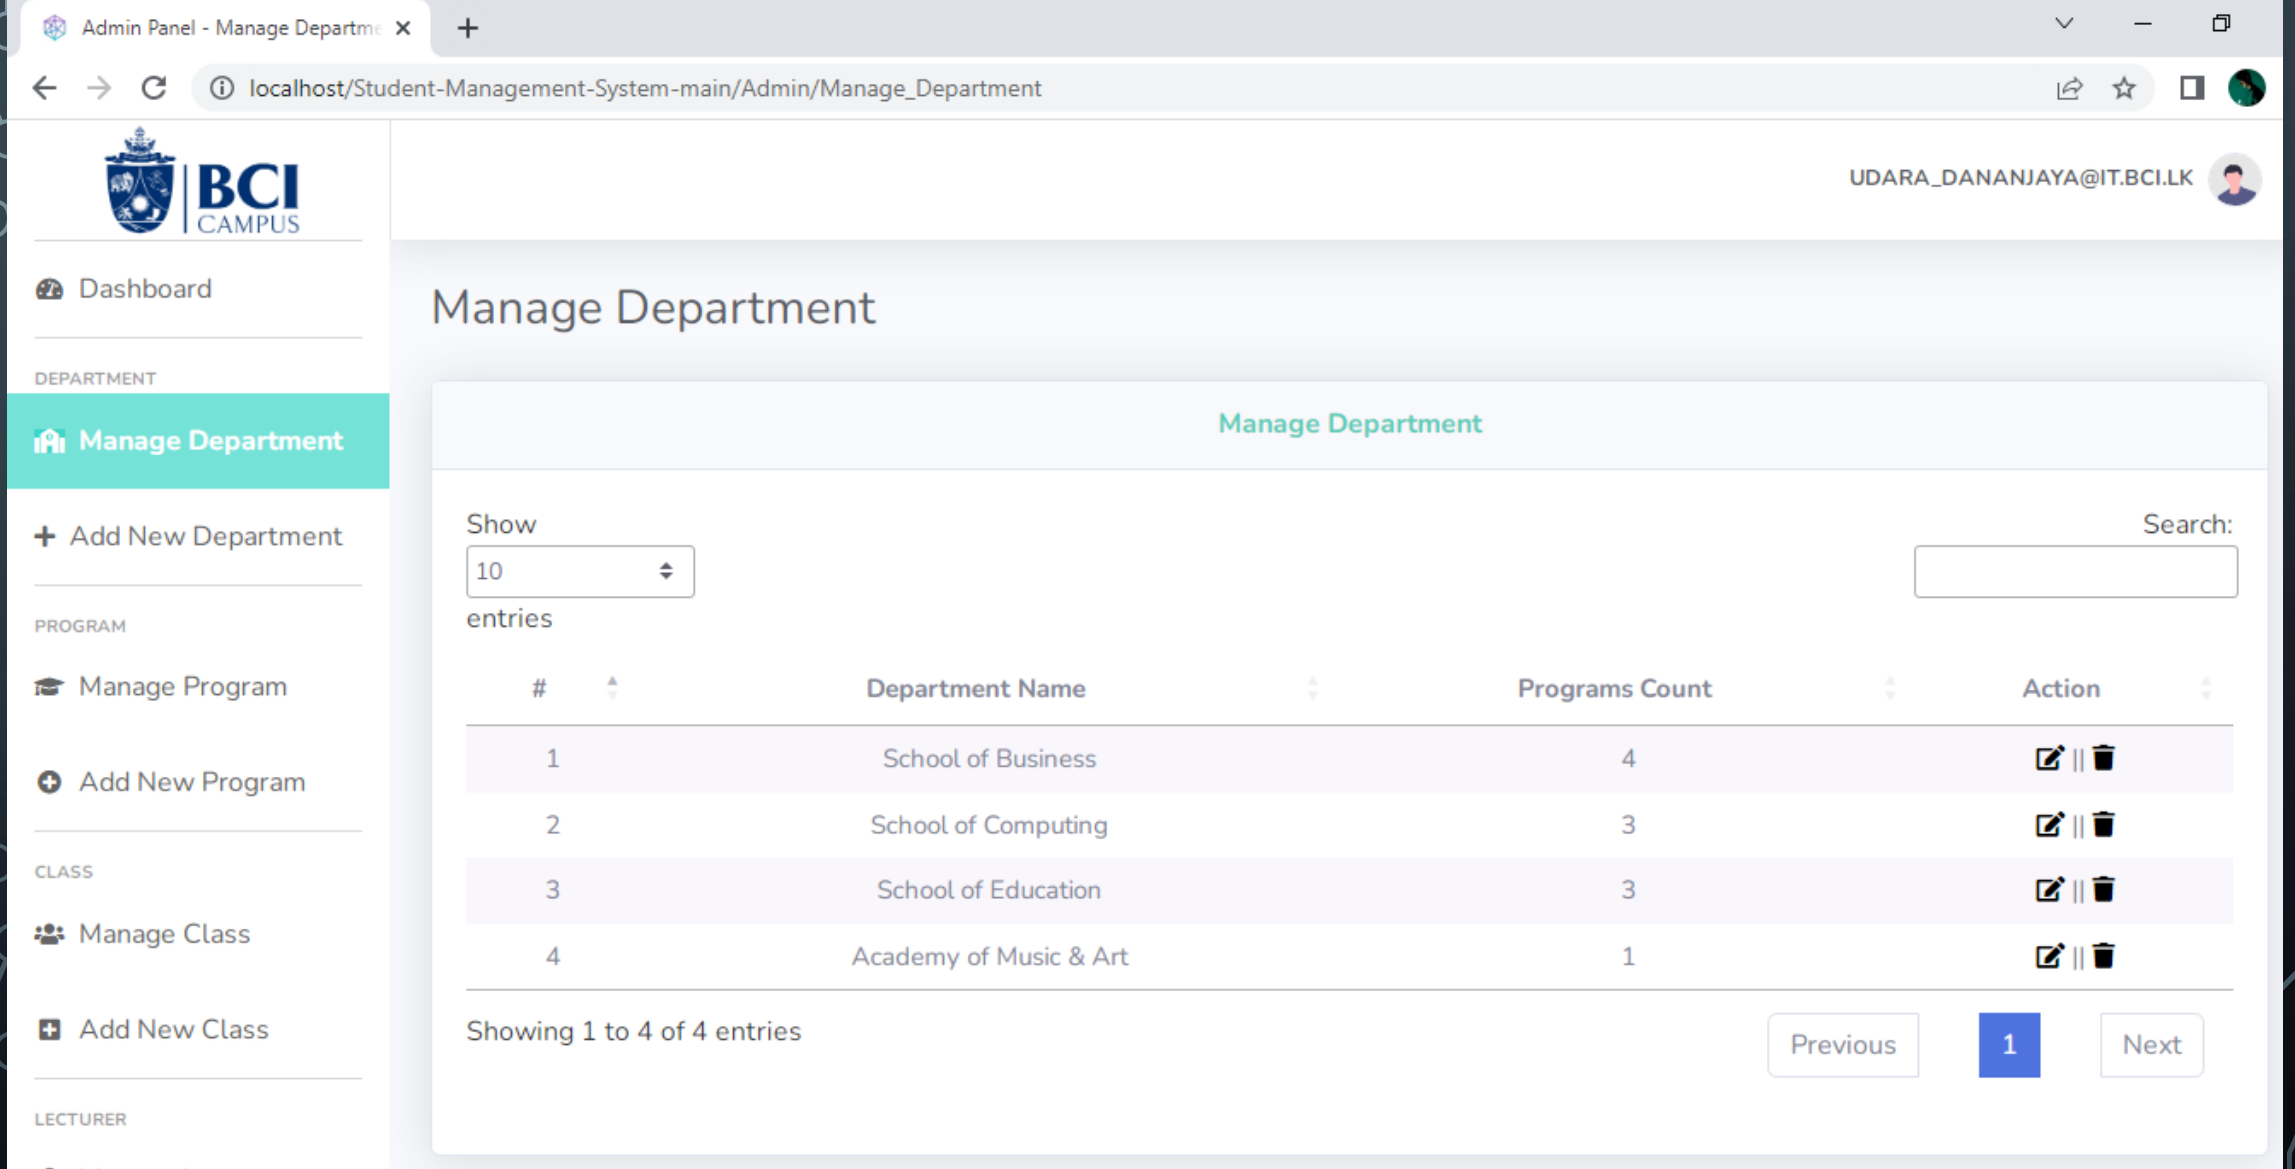 Admin Panel - Manage Departme
localhost/Student-Management-System-main/Admin/Manage_Department
BCI
CAMPUS
UDARA_DANANJAYA@IT.BCI.LK
Dashboard
DEPARTMENT
Manage Department
Add New Department
PROGRAM
Manage Program
Add New Program
CLASS
Manage Class
Add New Class
LECTURER
Manage Department
Manage Department
Show
10
entries
Search:
# Department Name Programs Count Action
1 School of Business 4 ||
2 School of Computing 3 ||
3 School of Education 3 ||
4 Academy of Music & Art 1 ||
Showing 1 to 4 of 4 entries
Previous 1 Next